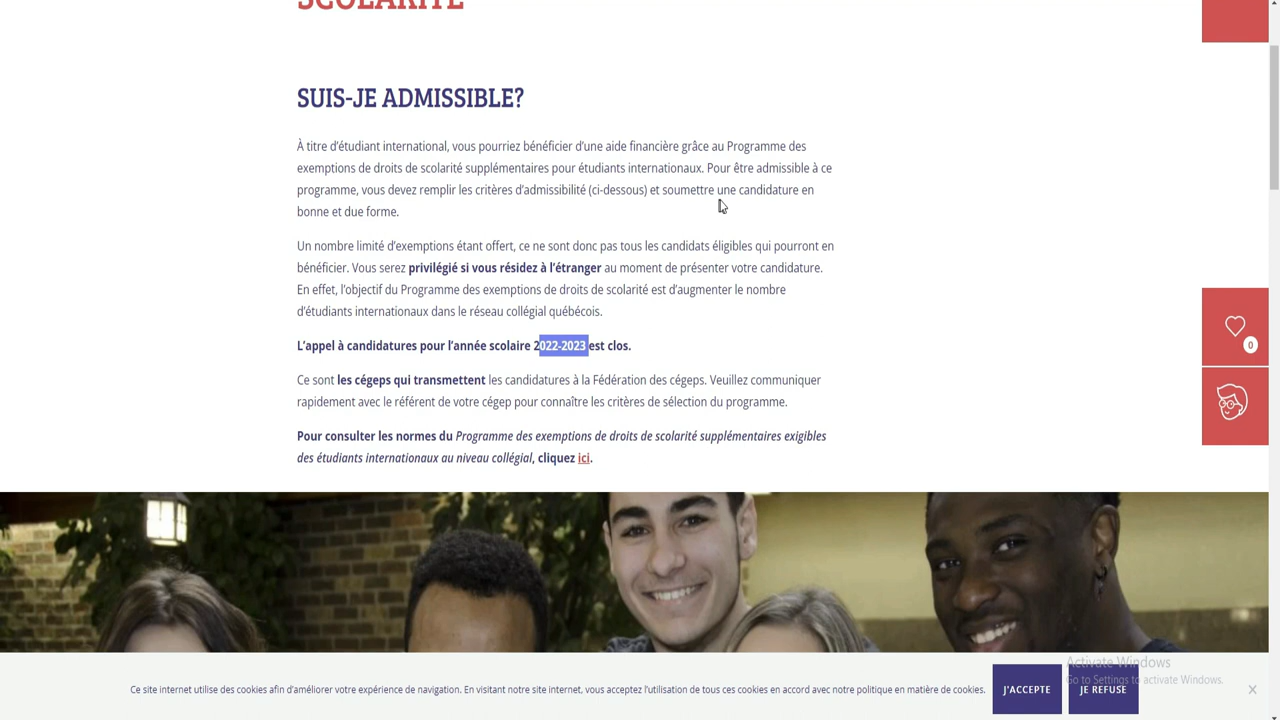 SCOLARITÉ
SUIS-JE ADMISSIBLE?
À titre d'étudiant international, vous pourriez bénéficier d'une aide financière grâce au Programme des
exemptions de droits de scolarité supplémentaires pour étudiants internationaux. Pour être admissible à ce
programme, vous devez remplir les critères d'admissibilité (ci-dessous) et soumettre une candidature en
bonne et due forme.
Un nombre limité d'exemptions étant offert, ce ne sont donc pas tous les candidats éligibles qui pourront en
bénéficier. Vous serez privilégié si vous résidez à l'étranger au moment de présenter votre candidature.
En effet, l'objectif du Programme des exemptions de droits de scolarité est d'augmenter le nombre
d'étudiants internationaux dans le réseau collégial québécois.
L'appel à candidatures pour l'année scolaire 2022-2023 est clos.
Ce sont les cégeps qui transmettent les candidatures à la Fédération des cégeps. Veuillez communiquer
rapidement avec le référent de votre cégep pour connaître les critères de sélection du programme.
Pour consulter les normes du Programme des exemptions de droits de scolarité supplémentaires exigibles
des étudiants internationaux au niveau collégial, cliquez ici.
0
Ce site internet utilise des cookies afin d'améliorer votre expérience de navigation. En visitant notre site internet, vous acceptez l'utilisation de tous ces cookies en accord avec notre politique en matière de cookies.
J'ACCEPTE
JE REFUSE
Activate Windows
Go to Settings to activate Windows.